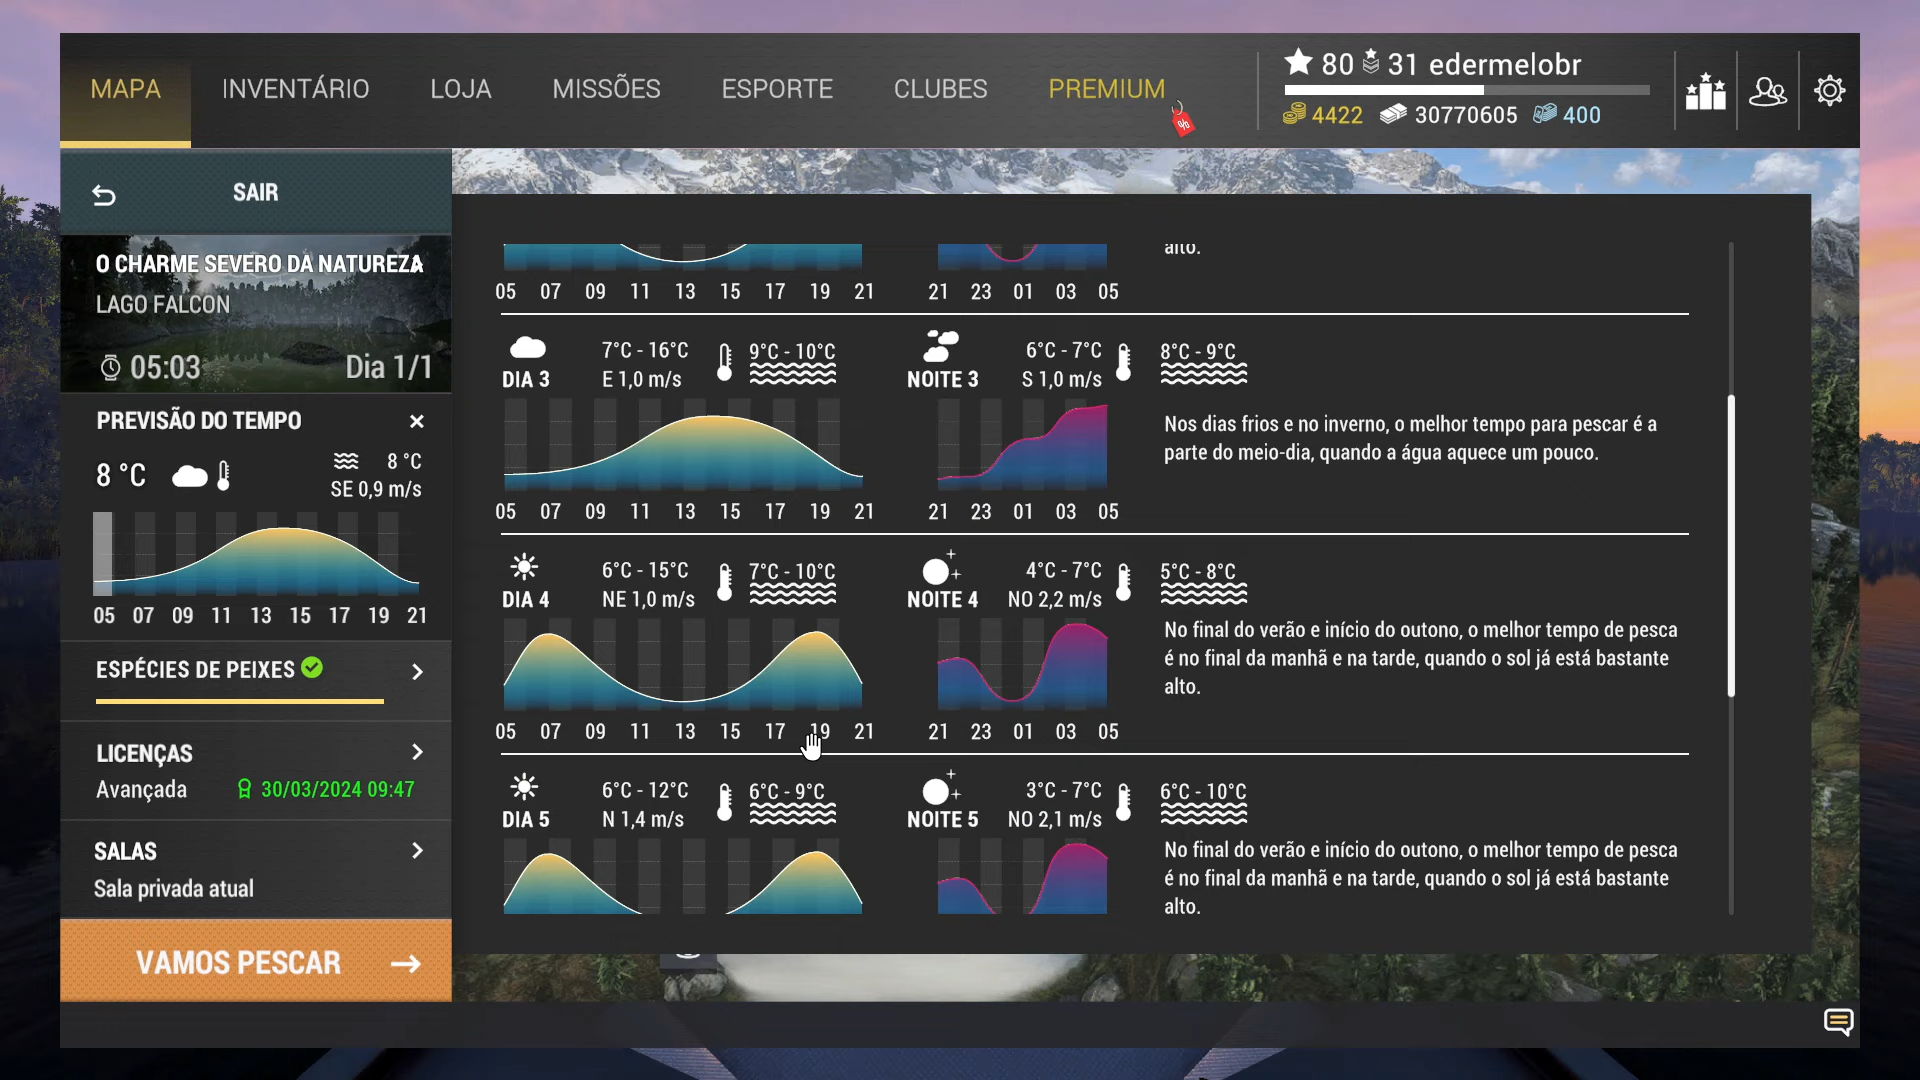 MAPA INVENTÁRIO LOJA MISSÕES ESPORTE CLUBES PREMIUM
%
80 31 edermelobr
4422 30770605 400
SAIR
O CHARME SEVERO DA NATUREZA
LAGO FALCON
05:03 Dia 1/1
PREVISÃO DO TEMPO
8 °C
8 °C
SE 0,9 m/s
05 07 09 11 13 15 17 19 21
ESPÉCIES DE PEIXES
LICENÇAS
Avançada 30/03/2024 09:47
SALAS
Sala privada atual
VAMOS PESCAR
alto.
05 07 09 11 13 15 17 19 21 21 23 01 03 05
DIA 3
7°C - 16°C
E 1,0 m/s
9°C - 10°C
NOITE 3
6°C - 7°C
S 1,0 m/s
8°C - 9°C
Nos dias frios e no inverno, o melhor tempo para pescar é a
parte do meio-dia, quando a água aquece um pouco.
05 07 09 11 13 15 17 19 21 21 23 01 03 05
DIA 4
6°C - 15°C
NE 1,0 m/s
7°C - 10°C
NOITE 4
4°C - 7°C
NO 2,2 m/s
5°C - 8°C
No final do verão e início do outono, o melhor tempo de pesca
é no final da manhã e na tarde, quando o sol já está bastante
alto.
05 07 09 11 13 15 17 19 21 21 23 01 03 05
DIA 5
6°C - 12°C
N 1,4 m/s
6°C - 9°C
NOITE 5
3°C - 7°C
NO 2,1 m/s
6°C - 10°C
No final do verão e início do outono, o melhor tempo de pesca
é no final da manhã e na tarde, quando o sol já está bastante
alto.